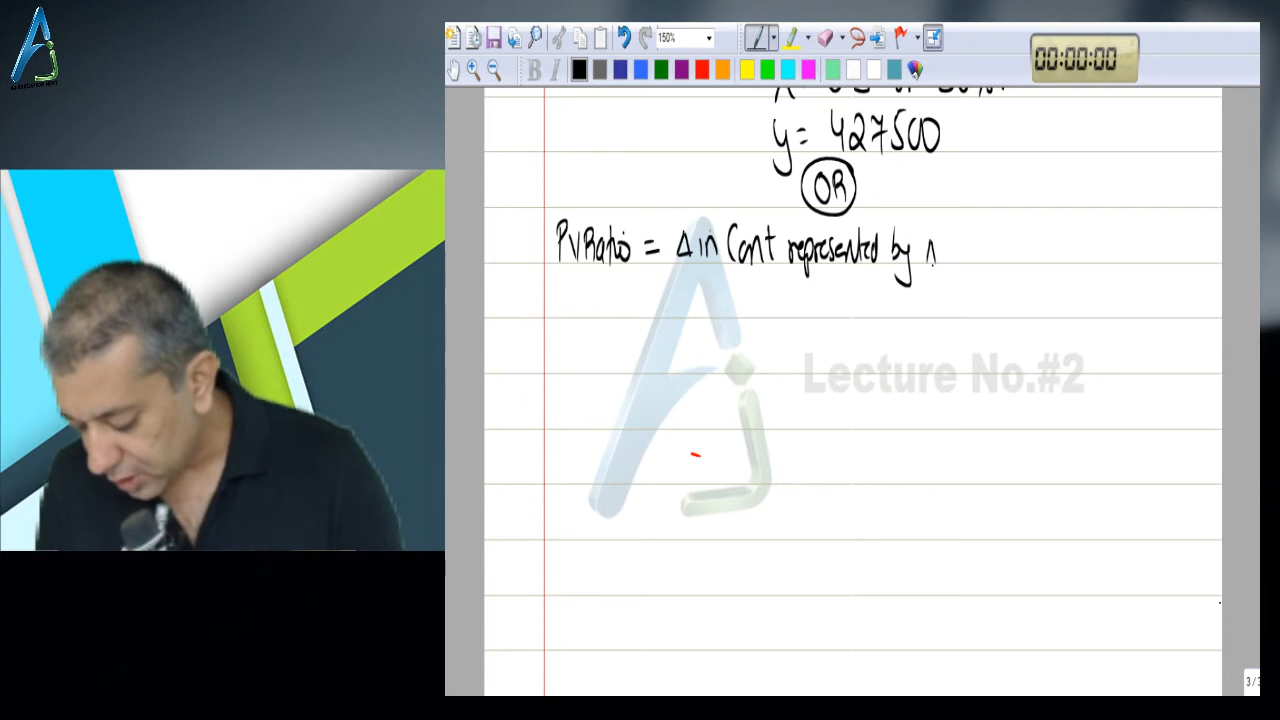 150%
00:00:00
y = 427500
OR
PV Ratio = Δ in Cont represented by
Lecture No.#2